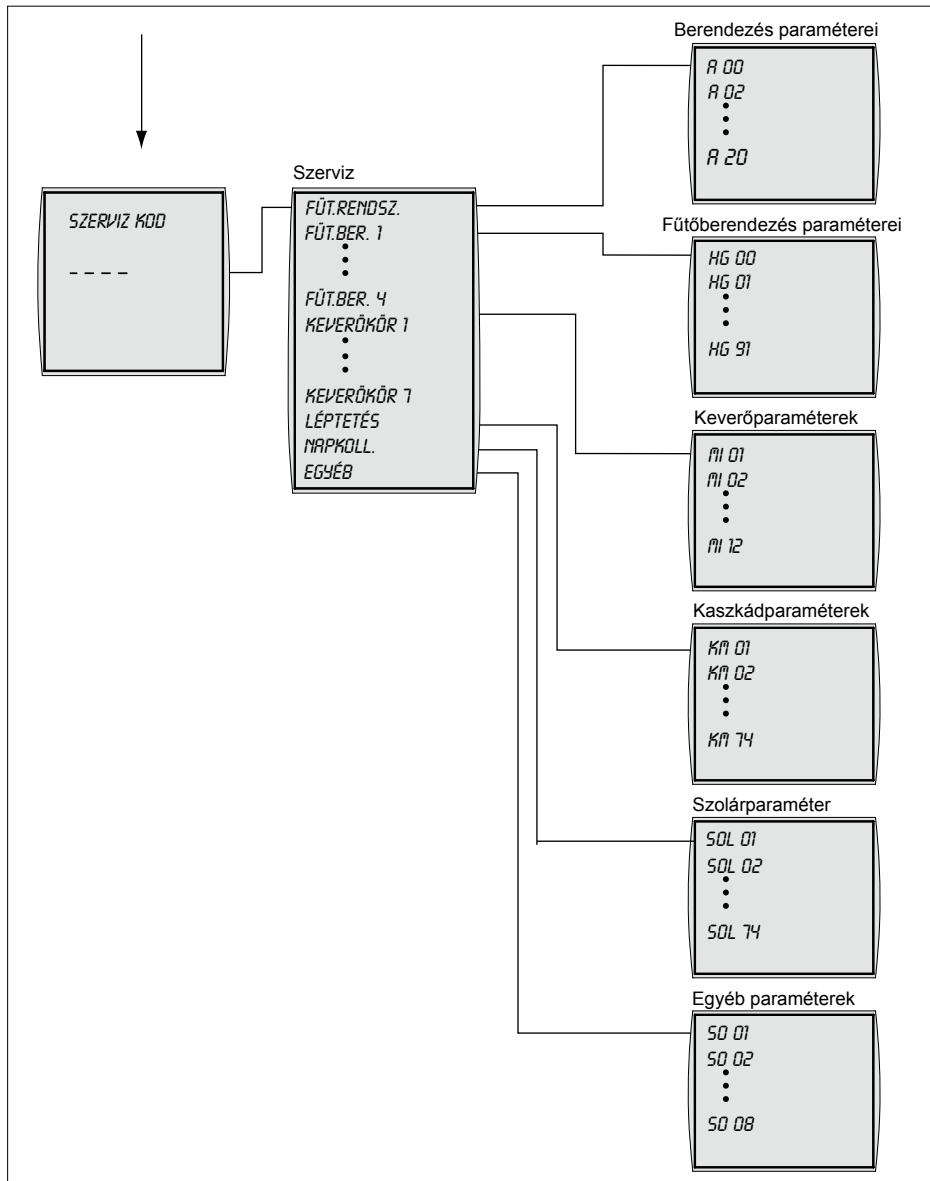 SZERVIZ KOD
_ _ _ _
Szerviz
FŰT.RENDSZ.
FŰT.BER. 1
FŰT.BER. 4
KEVERŐKÖR 1
KEVERŐKÖR 7
LÉPTETÉS
NAPKOLL.
EGYÉB
Berendezés paraméterei
A 00
A 02
A 20
Fűtőberendezés paraméterei
HG 00
HG 01
HG 91
Keverőparaméterek
MI 01
MI 02
MI 12
Kaszkádparaméterek
KM 01
KM 02
KM 74
Szolárparaméter
SOL 01
SOL 02
SOL 74
Egyéb paraméterek
SO 01
SO 02
SO 08